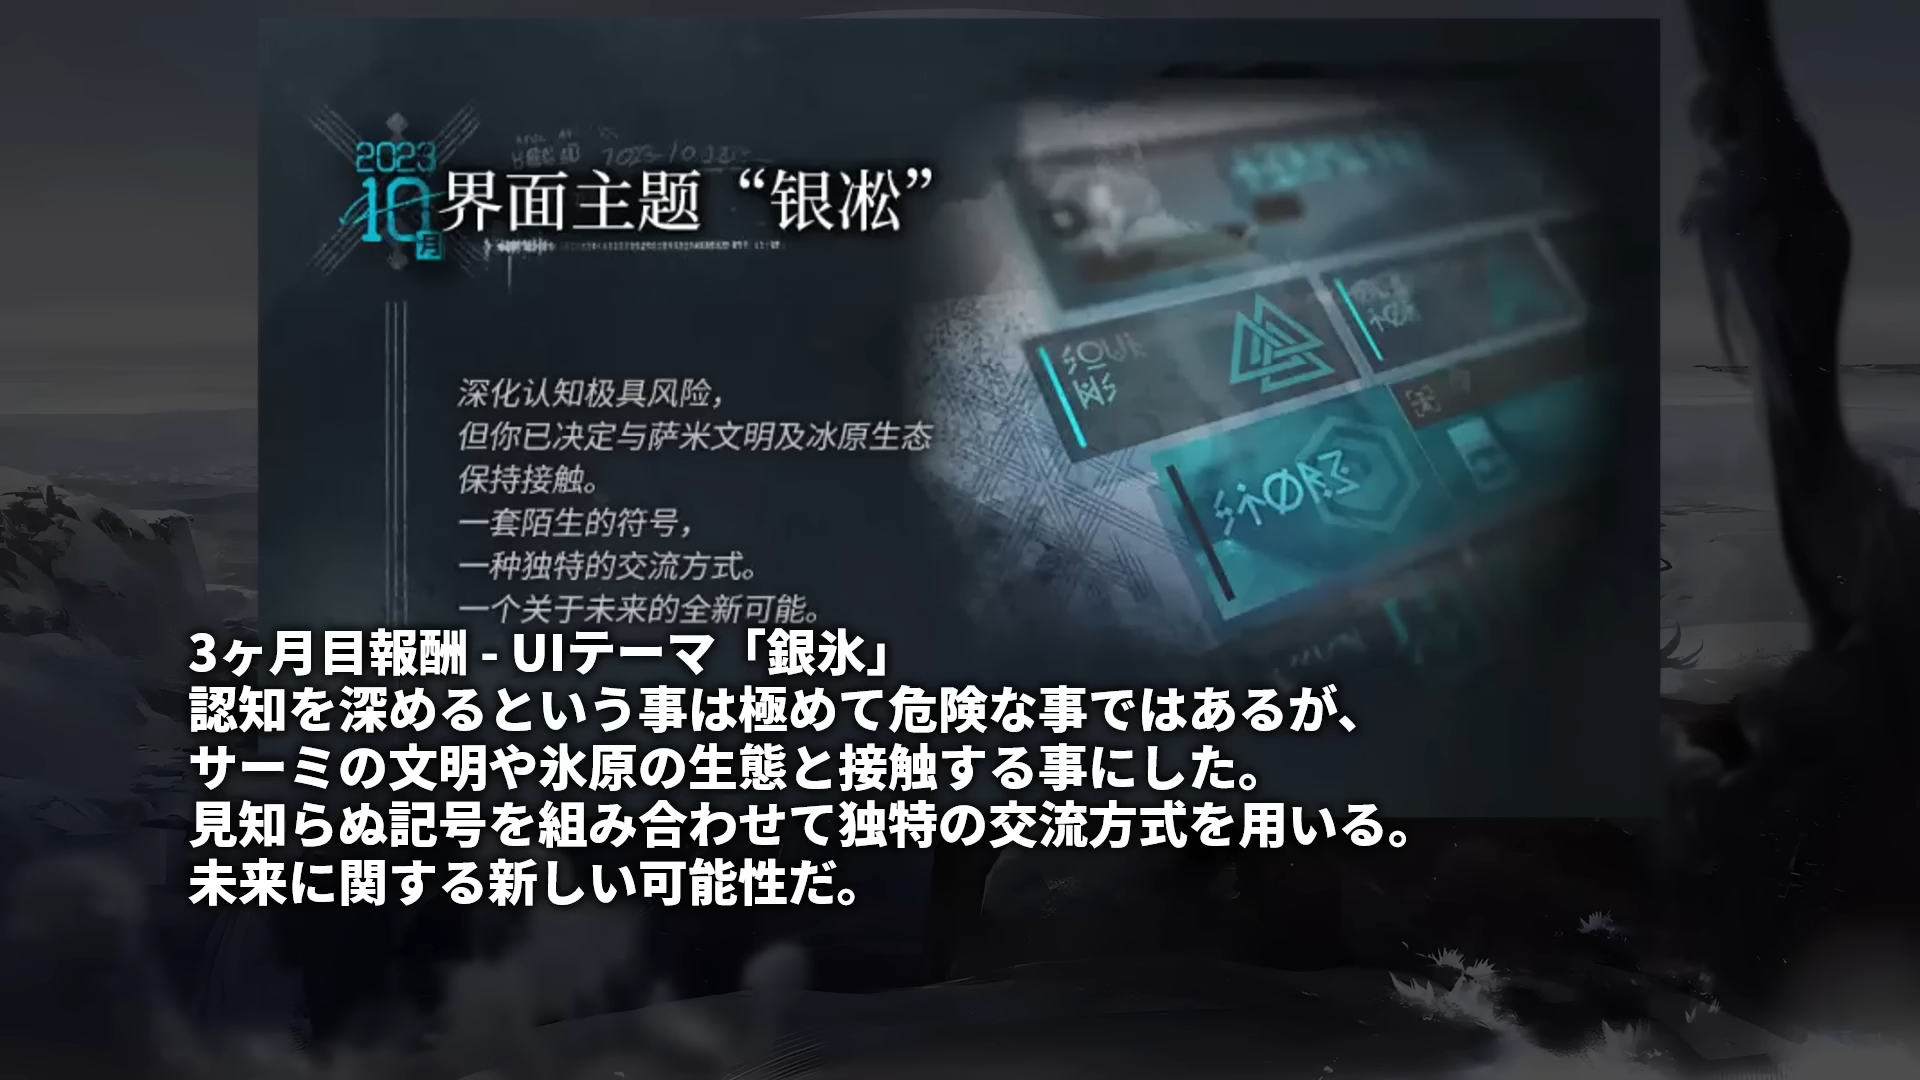 2023
10
月
界面主题“银凇”
深化认知极具风险，
但你已决定与萨米文明及冰原生态
保持接触。
一套陌生的符号，
一种独特的交流方式。
一个关于未来的全新可能。
3ヶ月目報酬 - UIテーマ「銀氷」
認知を深めるという事は極めて危険な事ではあるが、
サーミの文明や氷原の生態と接触する事にした。
見知らぬ記号を組み合わせて独特の交流方式を用いる。
未来に関する新しい可能性だ。